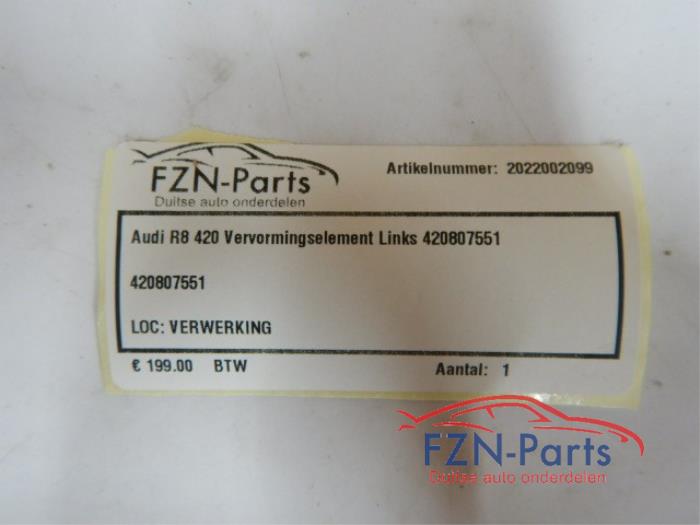 FZN-Parts
Duitse auto onderdelen
Artikelnummer: 2022002099
Audi R8 420 Vervormingselement Links 420807551
420807551
LOC: VERWERKING
€ 199.00 BTW
Aantal: 1
FZN-Parts
Duitse auto onderdelen